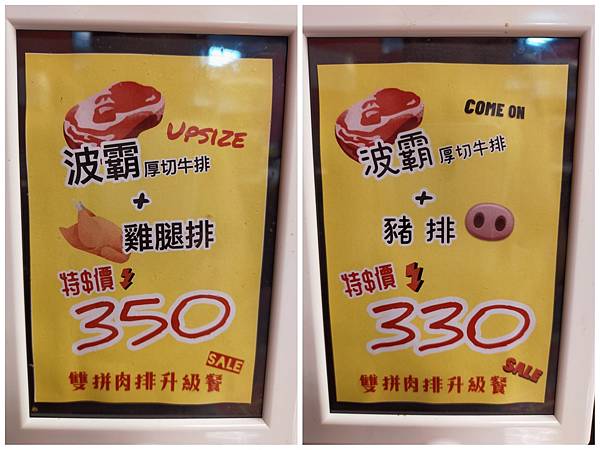 UPSIZE
波霸厚切牛排
+
雞腿排
特$價
350
SALE
雙拼肉排升級餐
COME ON
波霸厚切牛排
+
豬排
特$價
330
SALE
雙拼肉排升級餐